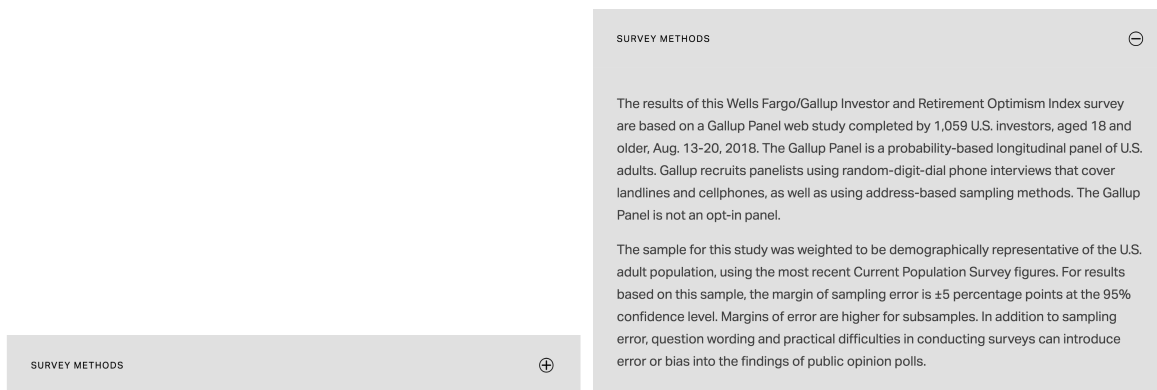 SURVEY METHODS
SURVEY METHODS
The results of this Wells Fargo/Gallup Investor and Retirement Optimism Index survey
are based on a Gallup Panel web study completed by 1,059 U.S. investors, aged 18 and
older, Aug. 13-20, 2018. The Gallup Panel is a probability-based longitudinal panel of U.S.
adults. Gallup recruits panelists using random-digit-dial phone interviews that cover
landlines and cellphones, as well as using address-based sampling methods. The Gallup
Panel is not an opt-in panel.
The sample for this study was weighted to be demographically representative of the U.S.
adult population, using the most recent Current Population Survey figures. For results
based on this sample, the margin of sampling error is ±5 percentage points at the 95%
confidence level. Margins of error are higher for subsamples. In addition to sampling
error, question wording and practical difficulties in conducting surveys can introduce
error or bias into the findings of public opinion polls.